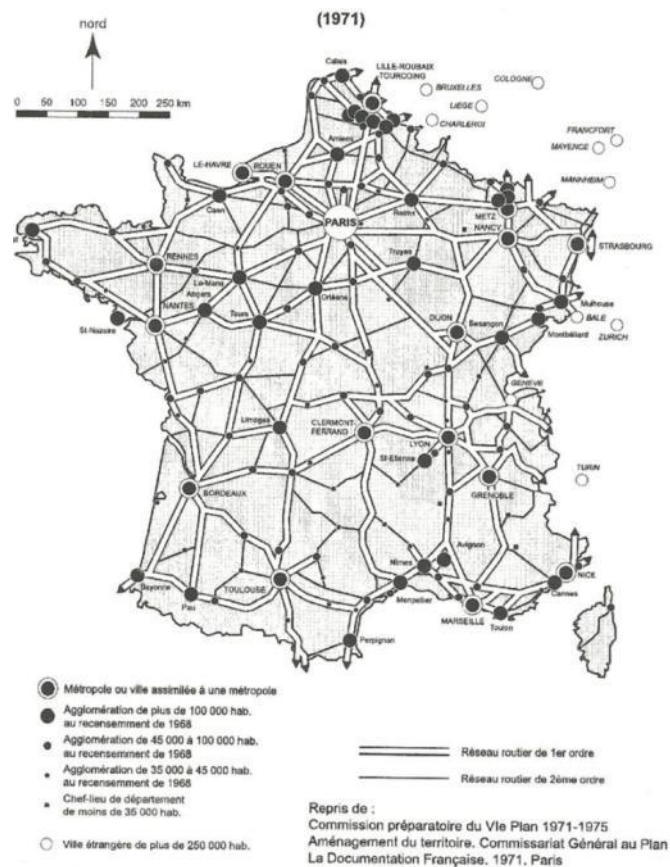 (1971)
nord
0 50 100 150 200 250 km
Calais
LILLE-ROUBAIX
TOURCOING
BRUXELLES
COLOGNE
LIEGE
CHARLEROI
FRANCFORT
MAYENCE
MANNHEIM
Amiens
LE-HAVRE
ROUEN
Caen
PARIS
Reims
METZ
NANCY
STRASBOURG
RENNES
Le-Mans
Troyes
Orléans
Angers
NANTES
Tours
St-Nazaire
DIJON
Besançon
Mulhouse
Montbéliard
BALE
ZURICH
GENEVE
Limoges
CLERMONT-
FERRAND
LYON
St-Etienne
TURIN
GRENOBLE
BORDEAUX
Avignon
Nîmes
NICE
Cannes
Bayonne
Pau
TOULOUSE
Monpellier
MARSEILLE
Toulon
Perpignan
Métropole ou ville assimilée à une métropole
Agglomération de plus de 100 000 hab.
au recensemment de 1968
Agglomération de 45 000 à 100 000 hab.
au recensemment de 1968
Agglomération de 35 000 à 45 000 hab.
au recensemment de 1968
Chef-lieu de département
de moins de 35 000 hab.
Ville étrangère de plus de 250 000 hab.
Réseau routier de 1er ordre
Réseau routier de 2ème ordre
Repris de :
Commission préparatoire du VIe Plan 1971-1975
Aménagement du territoire. Commissariat Général au Plan
La Documentation Française. 1971. Paris